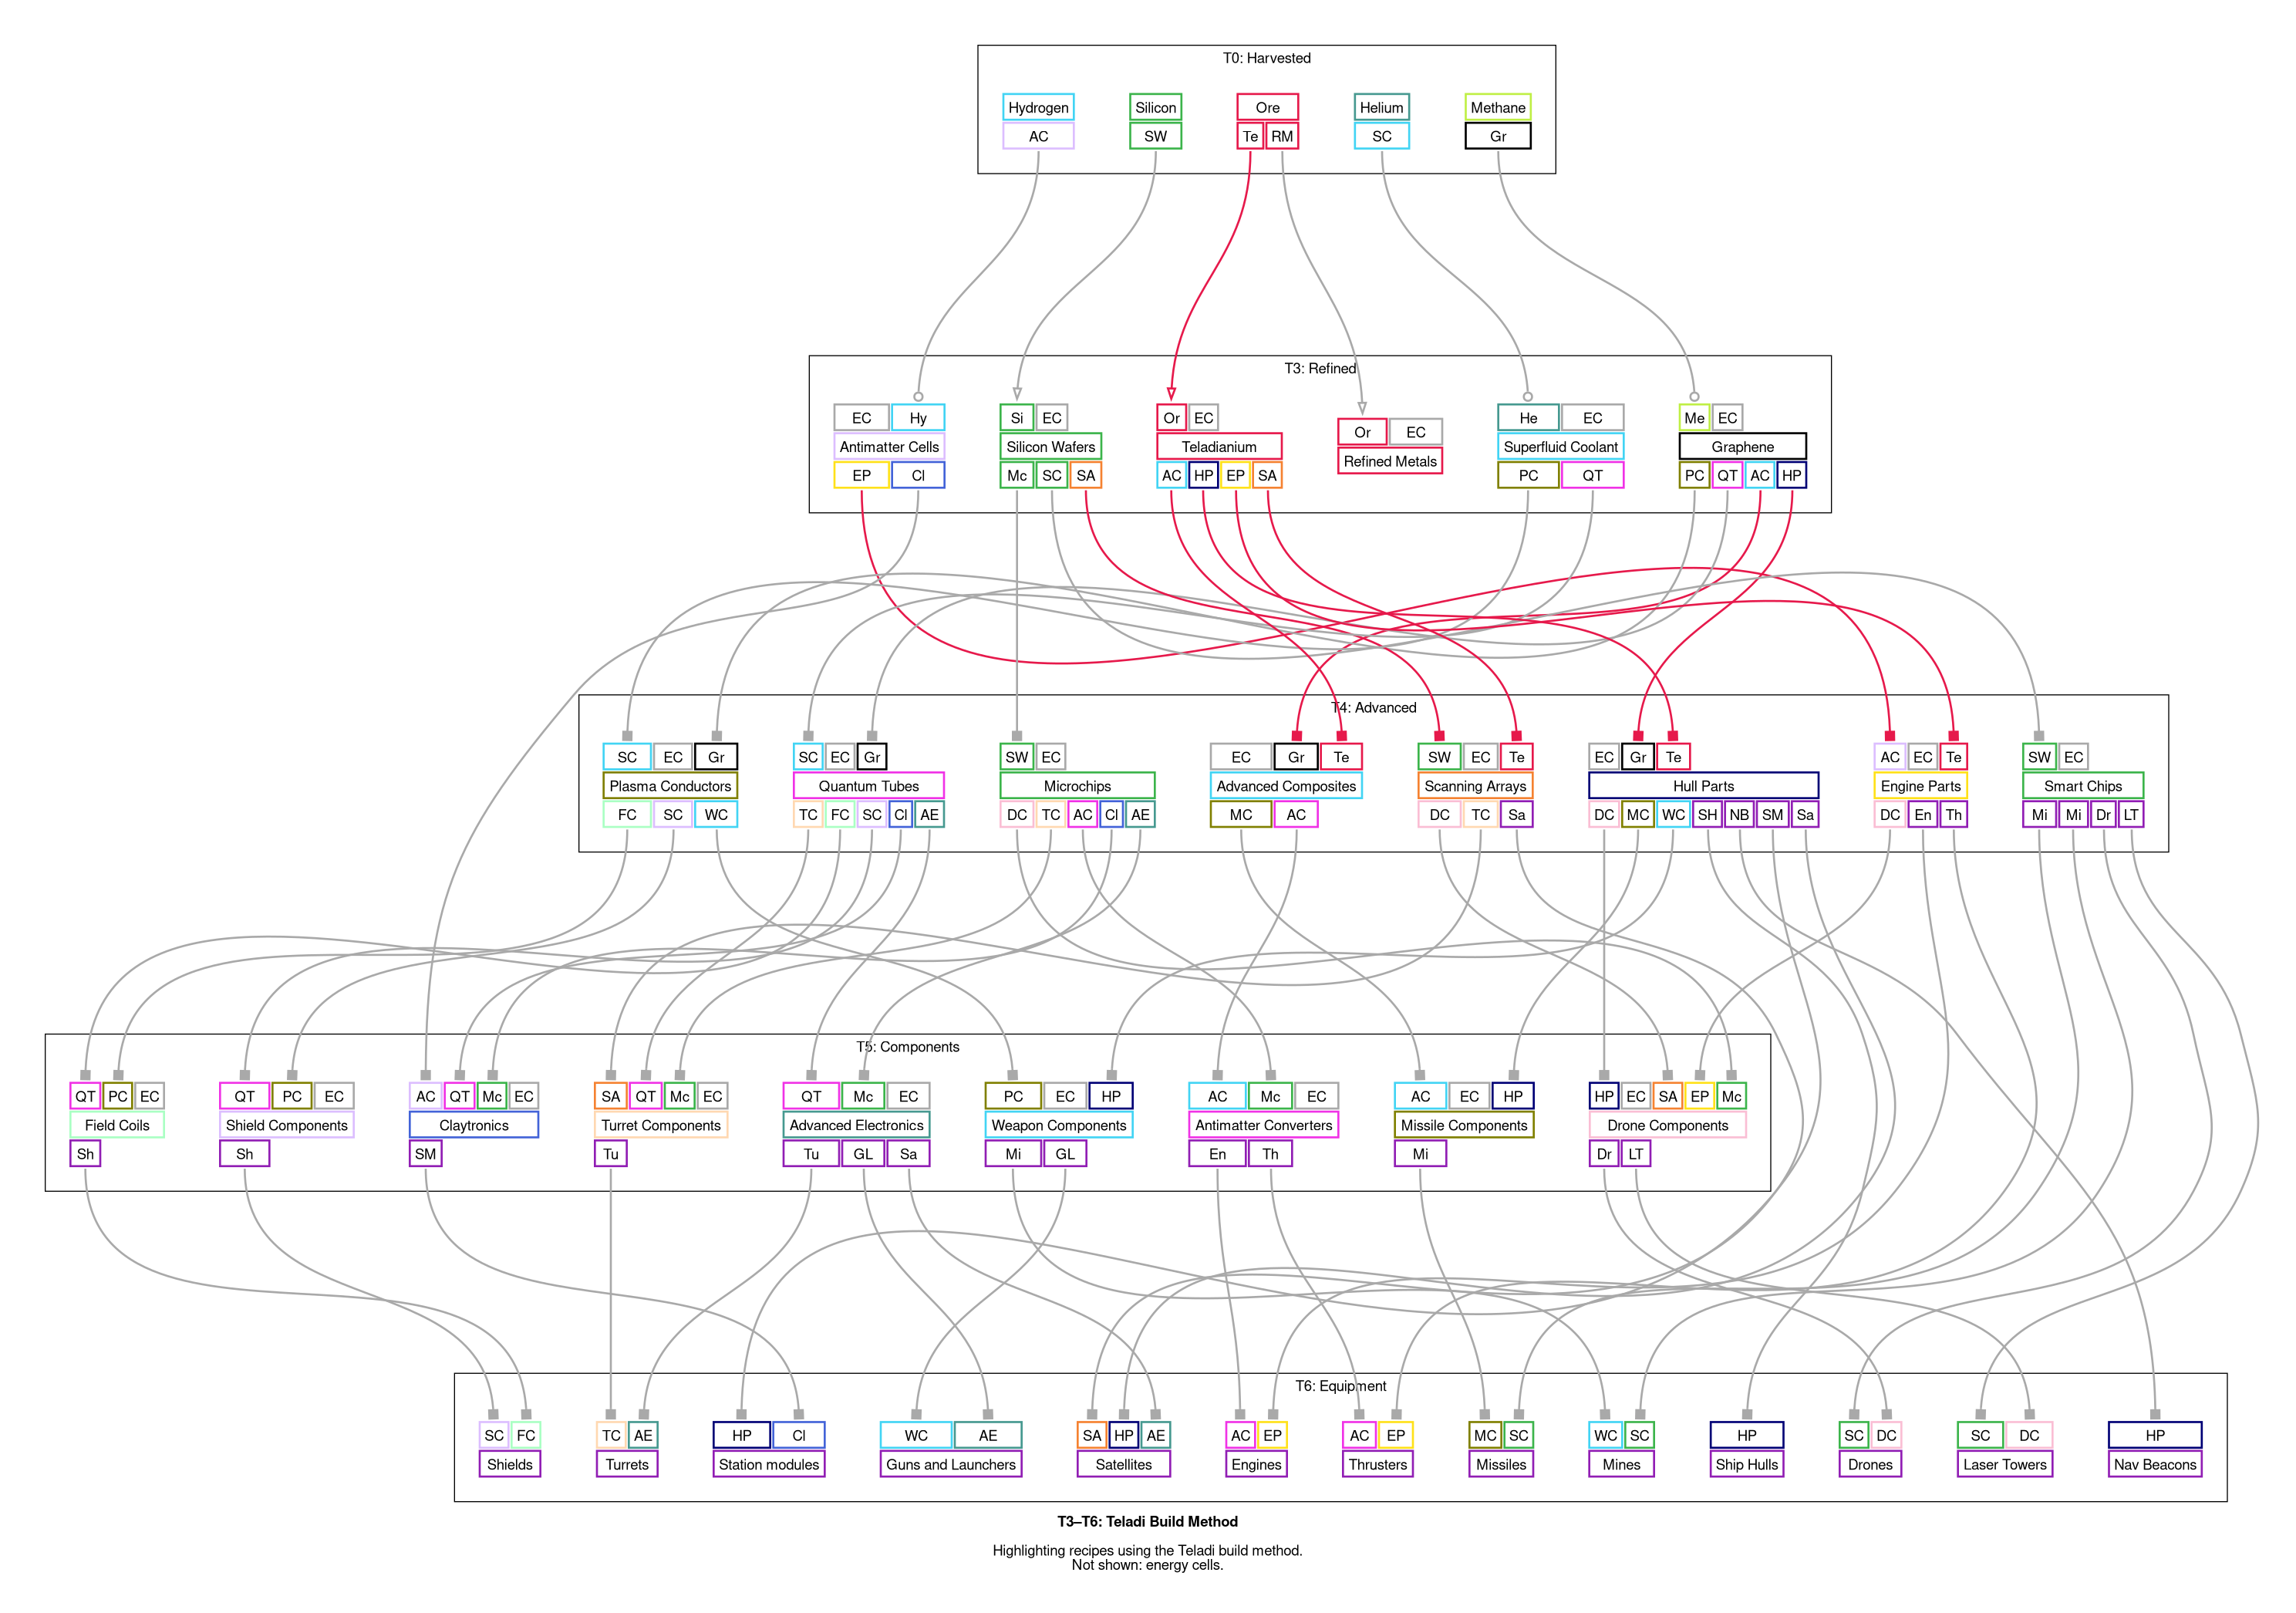 T0: Harvested
Hydrogen Silicon Ore Helium Methane
AC SW Te RM SC Gr
T3: Refined
EC Hy Si EC Or EC Or EC He EC Me EC
Antimatter Cells Silicon Wafers Teladianium Refined Metals Superfluid Coolant Graphene
EP Cl Mc SC SA AC HP EP SA PC QT PC QT AC HP
T4: Advanced
SC EC Gr SC EC Gr SW EC EC Gr Te SW EC Te EC Gr Te AC EC Te SW EC
Plasma Conductors Quantum Tubes Microchips Advanced Composites Scanning Arrays Hull Parts Engine Parts Smart Chips
FC SC WC TC FC SC Cl AE DC TC AC Cl AE MC AC DC TC Sa DC MC WC SH NB SM Sa DC En Th Mi Mi Dr LT
T5: Components
QT PC EC QT PC EC AC QT Mc EC SA QT Mc EC QT Mc EC PC EC HP AC Mc EC AC EC HP HP EC SA EP Mc
Field Coils Shield Components Claytronics Turret Components Advanced Electronics Weapon Components Antimatter Converters Missile Components Drone Components
Sh Sh SM Tu Tu GL Sa Mi GL En Th Mi Dr LT
T6: Equipment
SC FC TC AE HP Cl WC AE SA HP AE AC EP AC EP MC SC WC SC HP SC DC SC DC HP
Shields Turrets Station modules Guns and Launchers Satellites Engines Thrusters Missiles Mines Ship Hulls Drones Laser Towers Nav Beacons
T3–T6: Teladi Build Method
Highlighting recipes using the Teladi build method.
Not shown: energy cells.